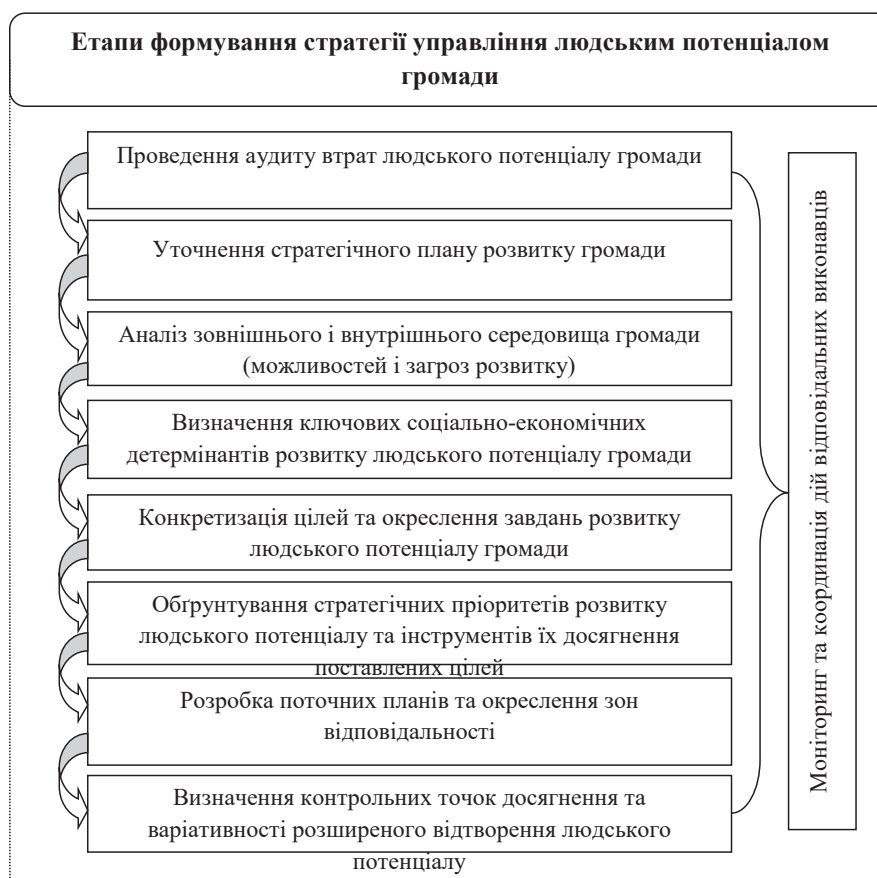 Етапи формування стратегії управління людським потенціалом
громади
Проведення аудиту втрат людського потенціалу громади
Уточнення стратегічного плану розвитку громади
Аналіз зовнішнього і внутрішнього середовища громади
(можливостей і загроз розвитку)
Визначення ключових соціально-економічних
детермінантів розвитку людського потенціалу громади
Конкретизація цілей та окреслення завдань розвитку
людського потенціалу громади
Обґрунтування стратегічних пріоритетів розвитку
людського потенціалу та інструментів їх досягнення
поставлених цілей
Розробка поточних планів та окреслення зон
відповідальності
Визначення контрольних точок досягнення та
варіативності розширеного відтворення людського
потенціалу
Моніторинг та координація дій відповідальних виконавців